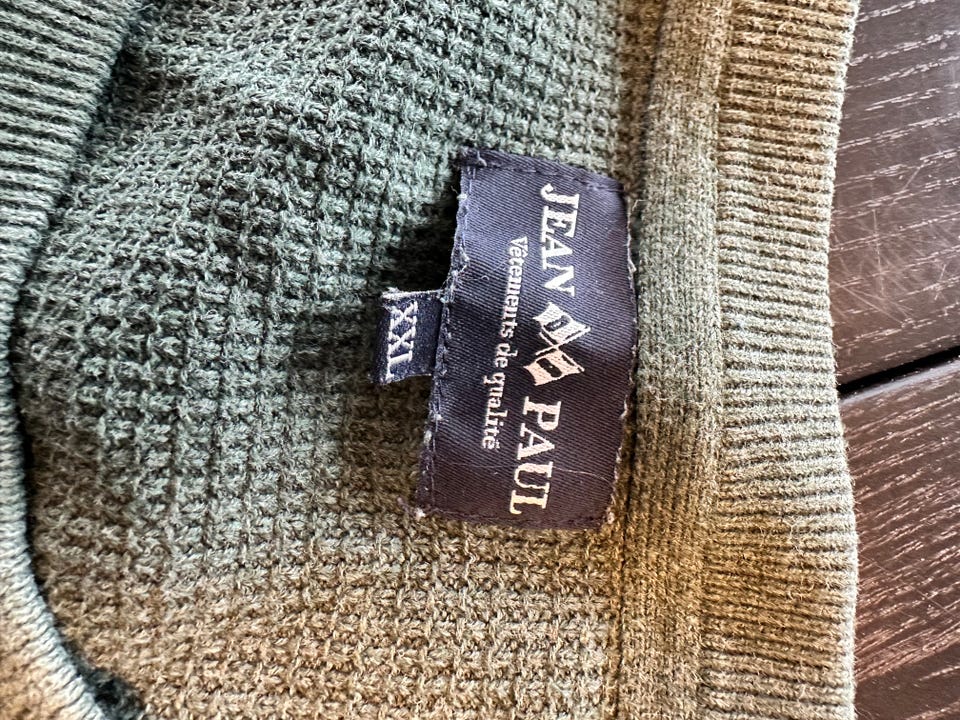 JEAN PAUL
Vêtements de qualité
XXL